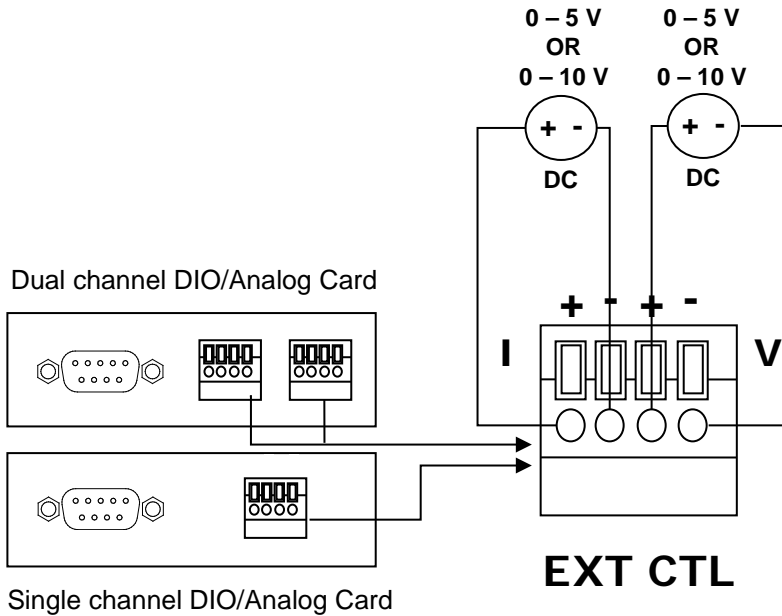 0 – 5 V
OR
0 – 10 V
0 – 5 V
OR
0 – 10 V
+ -
+ -
DC
DC
Dual channel DIO/Analog Card
+ - + -
I
V
EXT CTL
Single channel DIO/Analog Card